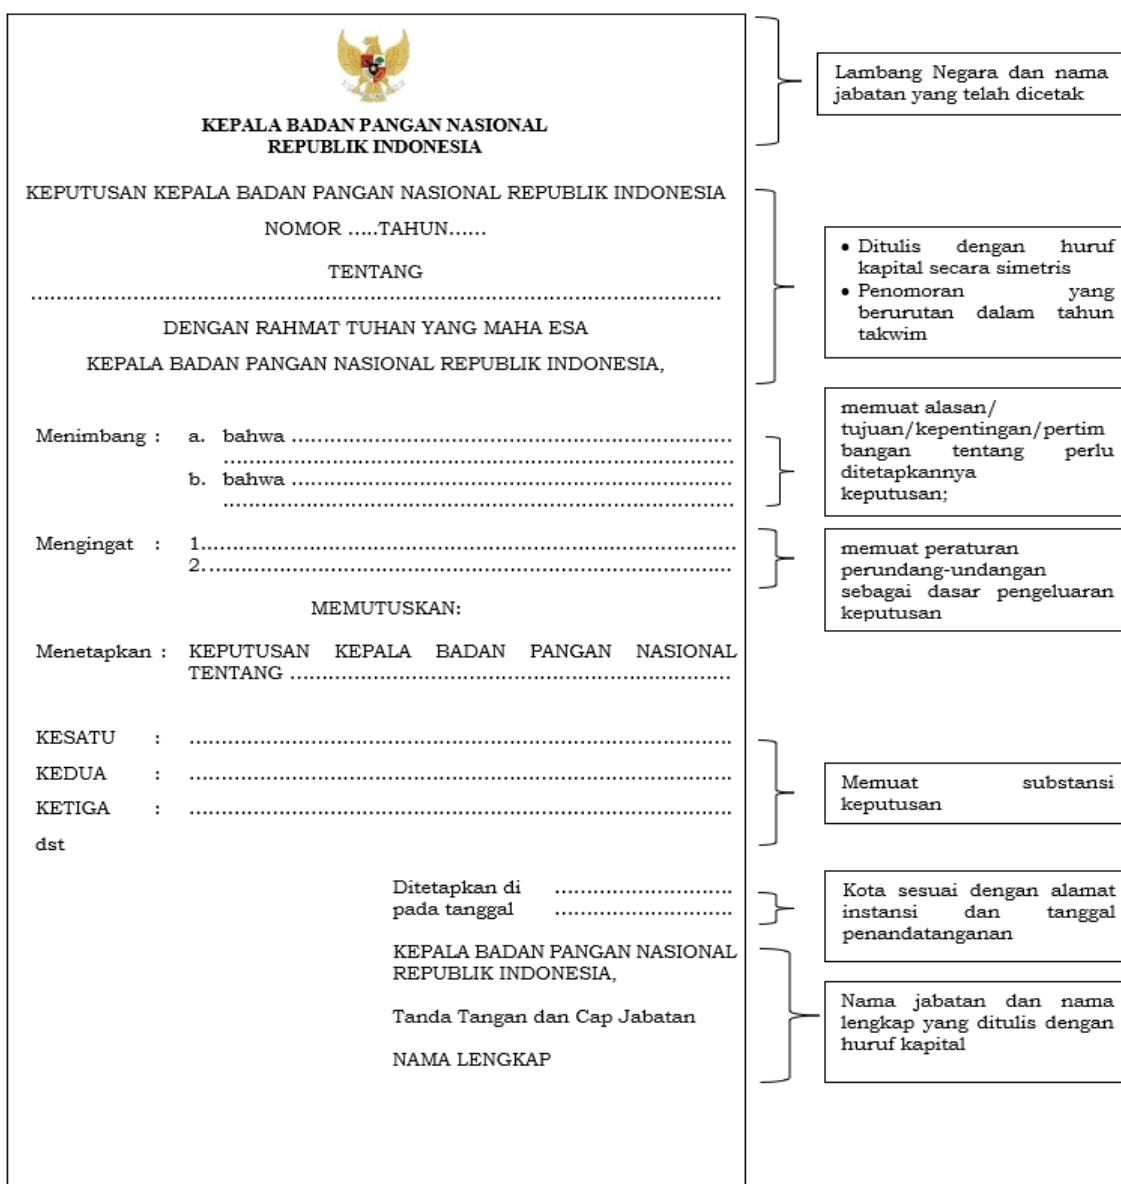 KEPALA BADAN PANGAN NASIONAL
REPUBLIK INDONESIA
KEPUTUSAN KEPALA BADAN PANGAN NASIONAL REPUBLIK INDONESIA
NOMOR .....TAHUN......
TENTANG
............................................................................................................
DENGAN RAHMAT TUHAN YANG MAHA ESA
KEPALA BADAN PANGAN NASIONAL REPUBLIK INDONESIA,
Menimbang : a. bahwa .....................................................................
................................................................................
b. bahwa .....................................................................
................................................................................
Mengingat : 1....................................................................................
2...................................................................................
MEMUTUSKAN:
Menetapkan : KEPUTUSAN KEPALA BADAN PANGAN NASIONAL
TENTANG .....................................................................
KESATU : .....................................................................................
KEDUA : .....................................................................................
KETIGA : .....................................................................................
dst
Ditetapkan di ............................
pada tanggal ............................
KEPALA BADAN PANGAN NASIONAL
REPUBLIK INDONESIA,
Tanda Tangan dan Cap Jabatan
NAMA LENGKAP
Lambang Negara dan nama
jabatan yang telah dicetak
• Ditulis dengan huruf
kapital secara simetris
• Penomoran yang
berurutan dalam tahun
takwim
memuat alasan/
tujuan/kepentingan/pertim
bangan tentang perlu
ditetapkannya
keputusan;
memuat peraturan
perundang-undangan
sebagai dasar pengeluaran
keputusan
Memuat substansi
keputusan
Kota sesuai dengan alamat
instansi dan tanggal
penandatanganan
Nama jabatan dan nama
lengkap yang ditulis dengan
huruf kapital